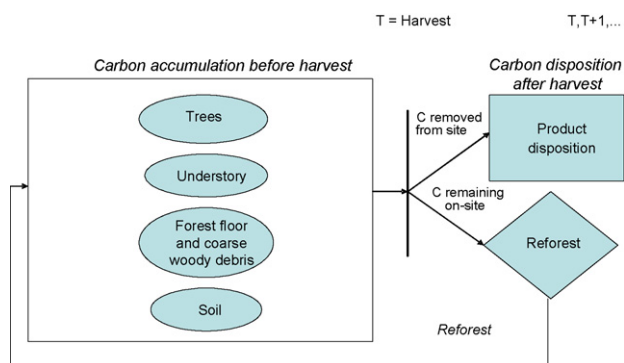 T = Harvest
T,T+1,...
Carbon accumulation before harvest
Carbon disposition
after harvest
Trees
Understory
Forest floor
and coarse
woody debris
Soil
C removed
from site
C remaining
on-site
Product
disposition
Reforest
Reforest